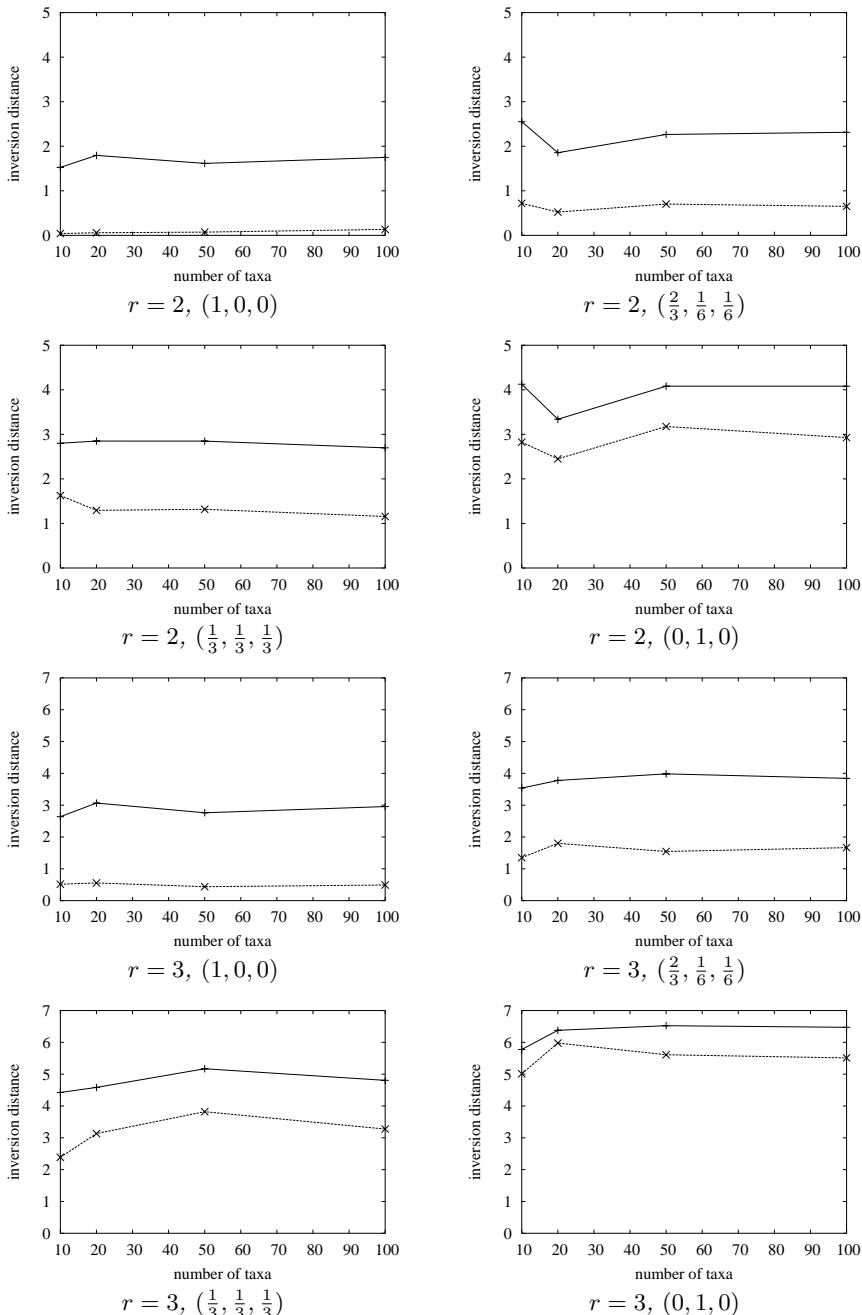 5
4
3
2
1
0
inversion distance
10 20 30 40 50 60 70 80 90 100
number of taxa
r = 2, (1, 0, 0)
5
4
3
2
1
0
inversion distance
10 20 30 40 50 60 70 80 90 100
number of taxa
r = 2, (2/3, 1/6, 1/6)
5
4
3
2
1
0
inversion distance
10 20 30 40 50 60 70 80 90 100
number of taxa
r = 2, (1/3, 1/3, 1/3)
5
4
3
2
1
0
inversion distance
10 20 30 40 50 60 70 80 90 100
number of taxa
r = 2, (0, 1, 0)
7
6
5
4
3
2
1
0
inversion distance
10 20 30 40 50 60 70 80 90 100
number of taxa
r = 3, (1, 0, 0)
7
6
5
4
3
2
1
0
inversion distance
10 20 30 40 50 60 70 80 90 100
number of taxa
r = 3, (2/3, 1/6, 1/6)
7
6
5
4
3
2
1
0
inversion distance
10 20 30 40 50 60 70 80 90 100
number of taxa
r = 3, (1/3, 1/3, 1/3)
7
6
5
4
3
2
1
0
inversion distance
10 20 30 40 50 60 70 80 90 100
number of taxa
r = 3, (0, 1, 0)